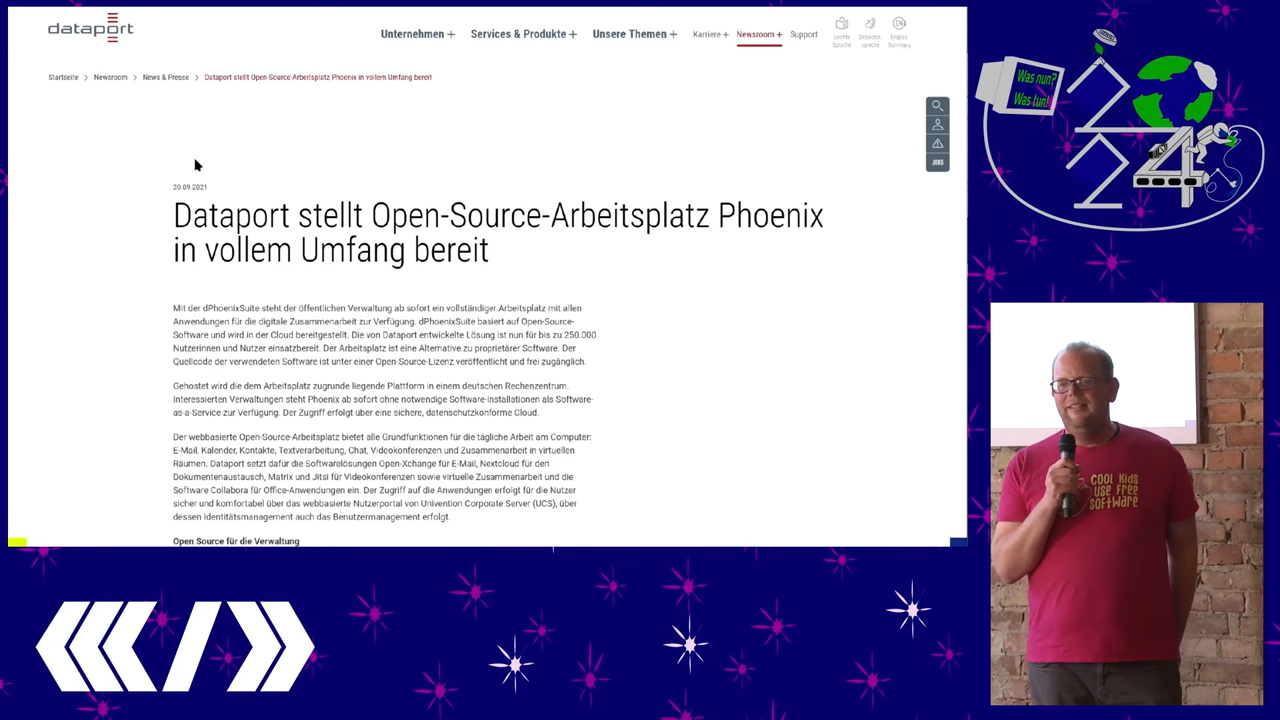 dataport
Unternehmen + Services & Produkte + Unsere Themen + Karriere + Newsroom + Support
Leichte Sprache
Gebärdensprache
EN
English Summary
Startseite > Newsroom > News & Presse > Dataport stellt Open-Source-Arbeitsplatz Phoenix in vollem Umfang bereit
JOBS
20.09.2021
Dataport stellt Open-Source-Arbeitsplatz Phoenix
in vollem Umfang bereit
Mit der dPhoenixSuite steht der öffentlichen Verwaltung ab sofort ein vollständiger Arbeitsplatz mit allen
Anwendungen für die digitale Zusammenarbeit zur Verfügung. dPhoenixSuite basiert auf Open-Source-
Software und wird in der Cloud bereitgestellt. Die von Dataport entwickelte Lösung ist nun für bis zu 250.000
Nutzerinnen und Nutzer einsatzbereit. Der Arbeitsplatz ist eine Alternative zu proprietärer Software. Der
Quellcode der verwendeten Software ist unter einer Open-Source-Lizenz veröffentlicht und frei zugänglich.
Gehostet wird die dem Arbeitsplatz zugrunde liegende Plattform in einem deutschen Rechenzentrum.
Interessierten Verwaltungen steht Phoenix ab sofort ohne notwendige Software-Installationen als Software-
as-a-Service zur Verfügung. Der Zugriff erfolgt über eine sichere, datenschutzkonforme Cloud.
Der webbasierte Open-Source-Arbeitsplatz bietet alle Grundfunktionen für die tägliche Arbeit am Computer:
E-Mail, Kalender, Kontakte, Textverarbeitung, Chat, Videokonferenzen und Zusammenarbeit in virtuellen
Räumen. Dataport setzt dafür die Softwarelösungen Open-Xchange für E-Mail, Nextcloud für den
Dokumentenaustausch, Matrix und Jitsi für Videokonferenzen sowie virtuelle Zusammenarbeit und die
Software Collabora für Office-Anwendungen ein. Der Zugriff auf die Anwendungen erfolgt für die Nutzer
sicher und komfortabel über das webbasierte Nutzerportal von Univention Corporate Server (UCS), über
dessen Identitätsmanagement auch das Benutzermanagement erfolgt.
Open Source für die Verwaltung
Was nun?
Was tun!
224
COOL KIDS
USE FREE
SOFTWARE